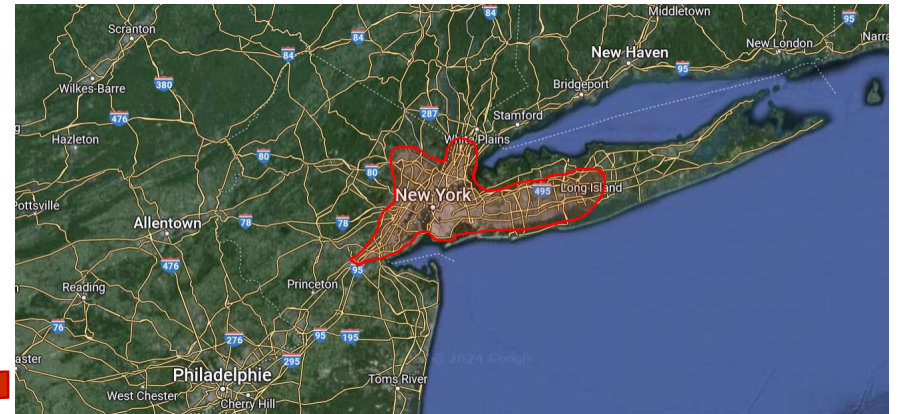 Middletown
84
95
Scranton
84
84
New Haven
New London
Narra
95
380
Wilkes-Barre
Bridgeport
287
Stamford
476
White Plains
Hazleton
80
80
495
Long Island
New York
Pottsville
Allentown
78
78
476
95
Princeton
Reading
76
276
95
195
295
© 2024 Google
aster
Philadelphie
Toms River
West Chester
Cherry Hill